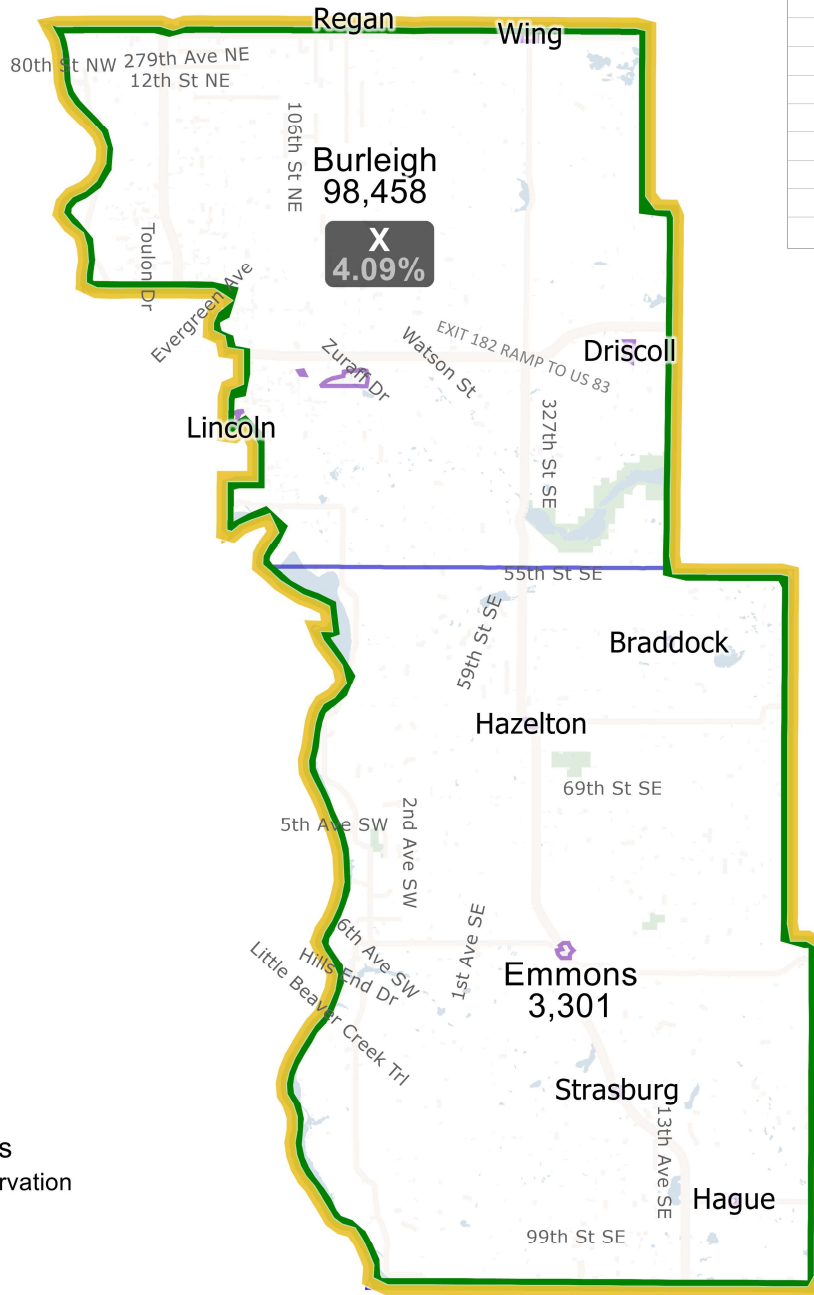 Regan
Wing
80th St NW
279th Ave NE
12th St NE
106th St NE
Burleigh
98,458
X
4.09%
Toulon Dr
Evergreen Ave
Zuraff Dr
Watson St
EXIT 182 RAMP TO US 83
Driscoll
327th St SE
Lincoln
55th St SE
59th St SE
Braddock
Hazelton
69th St SE
5th Ave SW
2nd Ave SW
1st Ave SE
6th Ave SW
Hills End Dr
Little Beaver Creek Trl
Emmons
3,301
Strasburg
13th Ave SE
s
rvation
Hague
99th St SE